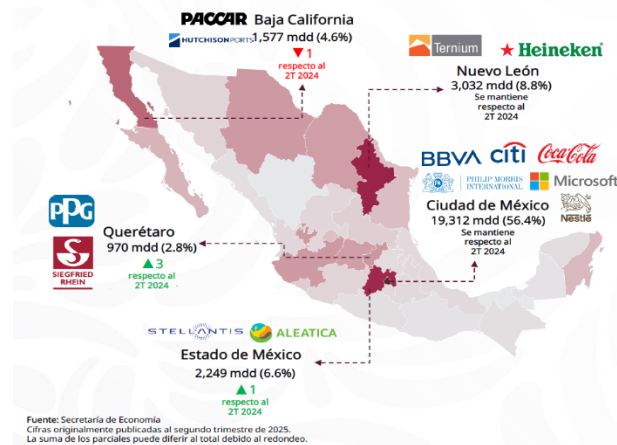 PACCAR
HUTCHISON PORTS
Baja California
1,577 mdd (4.6%)
▼1
respecto al
2T 2024
Ternium
Heineken
Nuevo León
3,032 mdd (8.8%)
Se mantiene
respecto al
2T 2024
BBVA
citi
Coca-Cola
PHILIP MORRIS
INTERNATIONAL
Microsoft
Nestlé
Ciudad de México
19,312 mdd (56.4%)
Se mantiene
respecto al
2T 2024
PPG
SIEGFRIED
RHEIN
Querétaro
970 mdd (2.8%)
▲3
respecto al
2T 2024
STELLANTIS
ALEATICA
Estado de México
2,249 mdd (6.6%)
▲1
respecto al
2T 2024
Fuente: Secretaría de Economía
Cifras originalmente publicadas al segundo trimestre de 2025.
La suma de los parciales puede diferir al total debido al redondeo.